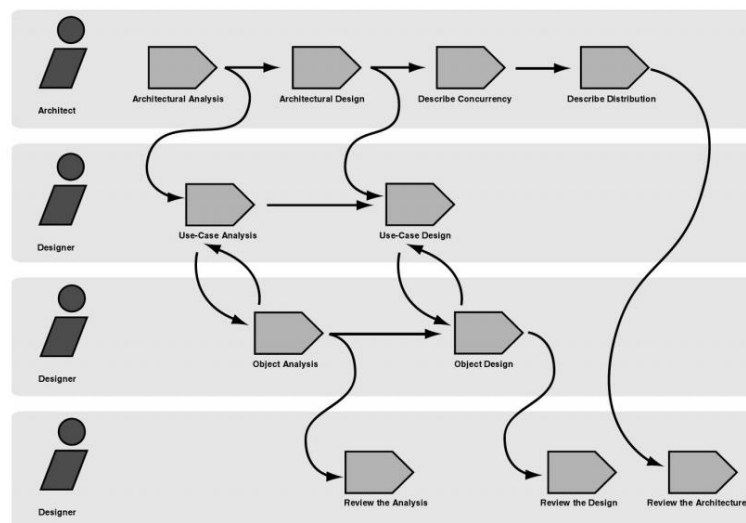 Architectural Analysis
Architectural Design
Describe Concurrency
Describe Distribution
Architect
Use-Case Analysis
Use-Case Design
Designer
Object Analysis
Object Design
Designer
Review the Analysis
Review the Design
Review the Architecture
Designer